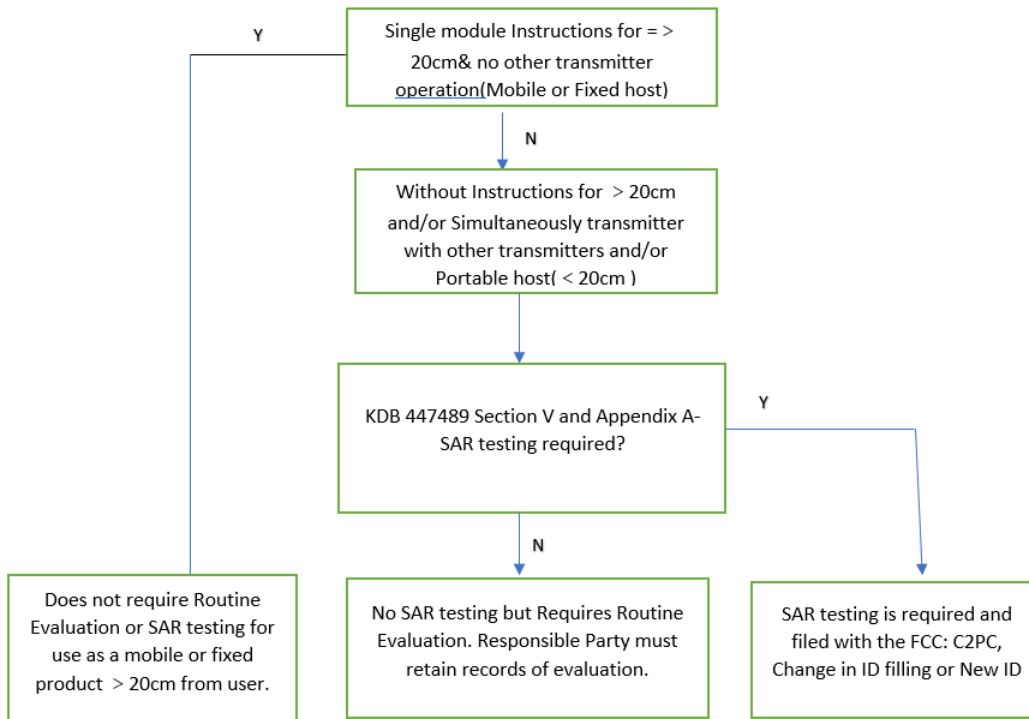 Y
Single module Instructions for = >
20cm& no other transmitter
operation(Mobile or Fixed host)
N
Without Instructions for > 20cm
and/or Simultaneously transmitter
with other transmitters and/or
Portable host( < 20cm )
KDB 447489 Section V and Appendix A-
SAR testing required?
Y
N
Does not require Routine
Evaluation or SAR testing for
use as a mobile or fixed
product > 20cm from user.
No SAR testing but Requires Routine
Evaluation. Responsible Party must
retain records of evaluation.
SAR testing is required and
filed with the FCC: C2PC,
Change in ID filling or New ID